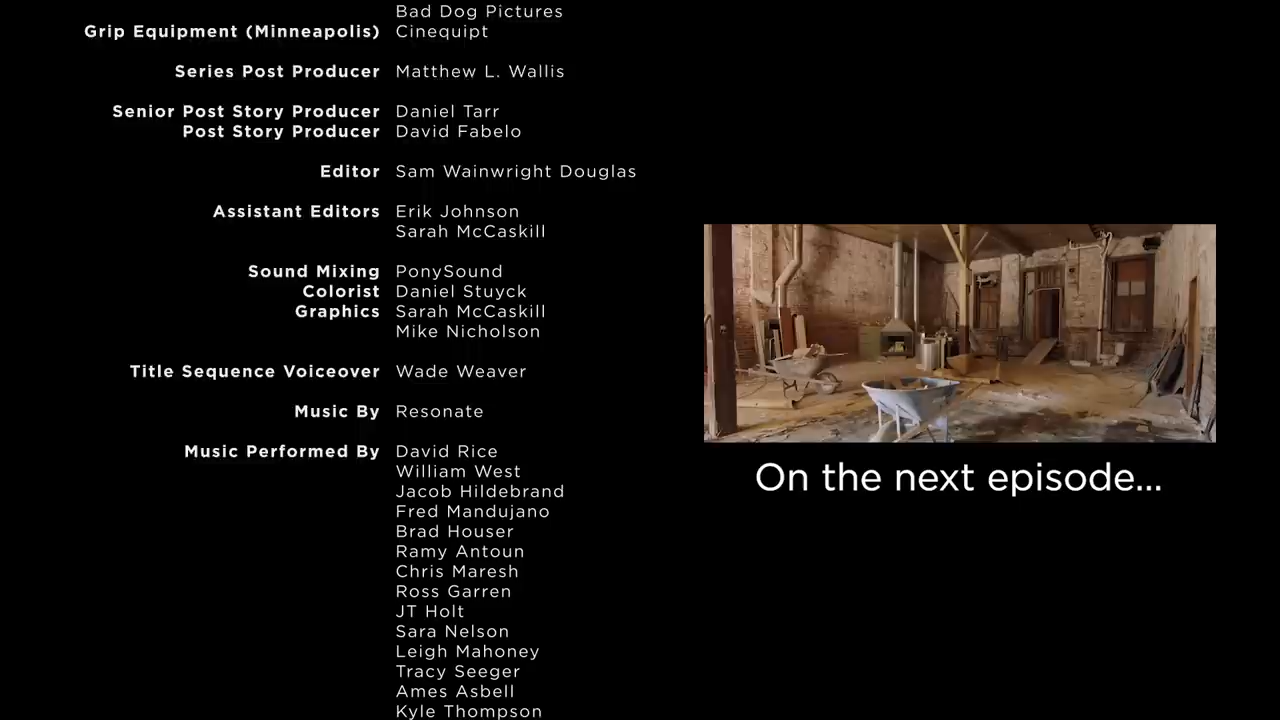 Bad Dog Pictures
Grip Equipment (Minneapolis) Cinequipt
Series Post Producer Matthew L. Wallis
Senior Post Story Producer Daniel Tarr
Post Story Producer David Fabelo
Editor Sam Wainwright Douglas
Assistant Editors Erik Johnson
Sarah McCaskill
Sound Mixing PonySound
Colorist Daniel Stuyck
Graphics Sarah McCaskill
Mike Nicholson
Title Sequence Voiceover Wade Weaver
Music By Resonate
Music Performed By David Rice
William West
Jacob Hildebrand
Fred Mandujano
Brad Houser
Ramy Antoun
Chris Maresh
Ross Garren
JT Holt
Sara Nelson
Leigh Mahoney
Tracy Seeger
Ames Asbell
Kyle Thompson
On the next episode...